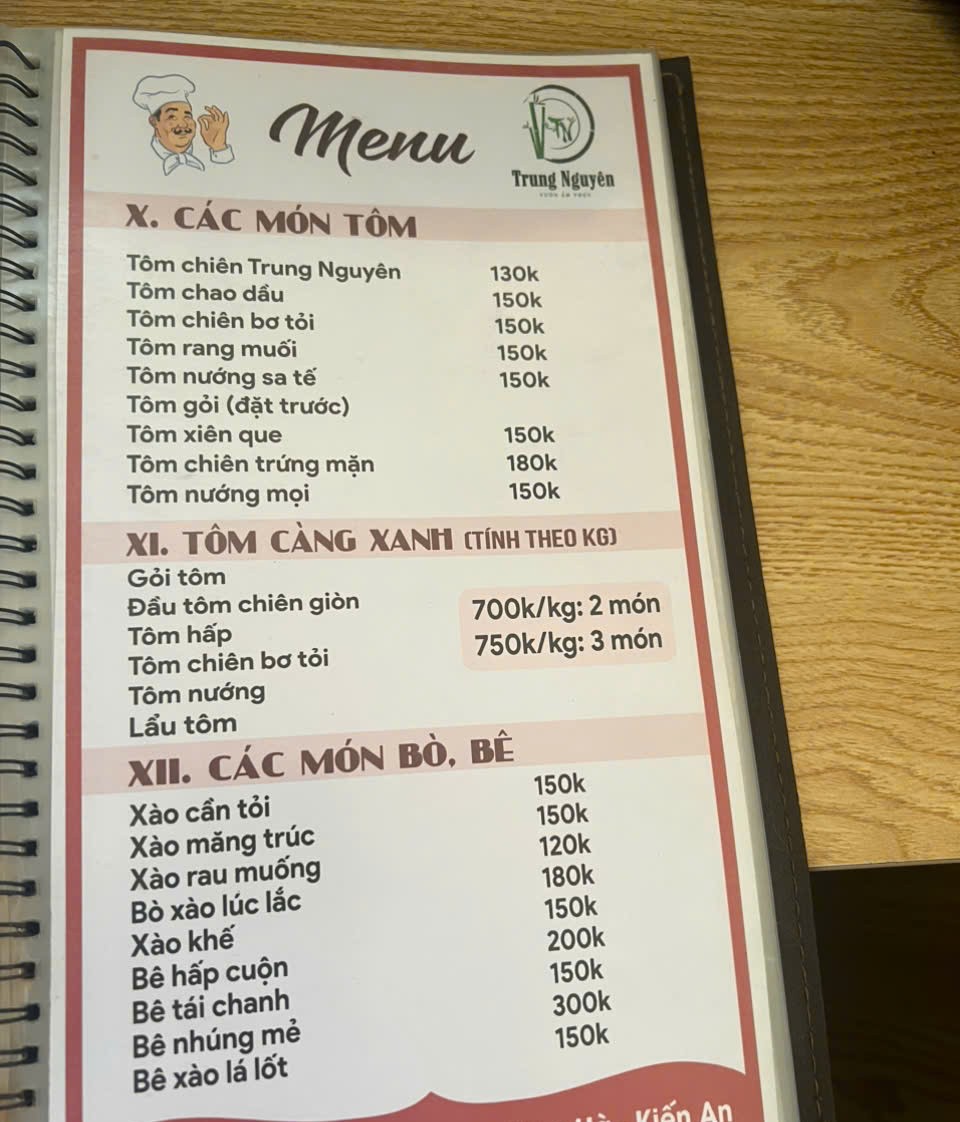 Menu
Trung Nguyên
X. CÁC MÓN TÔM
Tôm chiên Trung Nguyên 130k
Tôm chao dầu 150k
Tôm chiên bơ tỏi 150k
Tôm rang muối 150k
Tôm nướng sa tế 150k
Tôm gỏi (đặt trước)
Tôm xiên que 150k
Tôm chiên trứng mặn 180k
Tôm nướng mọi 150k
XI. TÔM CÀNG XANH (TÍNH THEO KG)
Gỏi tôm
Đầu tôm chiên giòn 700k/kg: 2 món
Tôm hấp 750k/kg: 3 món
Tôm chiên bơ tỏi
Tôm nướng
Lẩu tôm
XII. CÁC MÓN BÒ, BÊ
Xào cần tỏi 150k
Xào măng trúc 150k
Xào rau muống 120k
Bò xào lúc lắc 180k
Xào khế 150k
Bê hấp cuộn 200k
Bê tái chanh 150k
Bê nhúng mẻ 300k
Bê xào lá lốt 150k
Kiến An